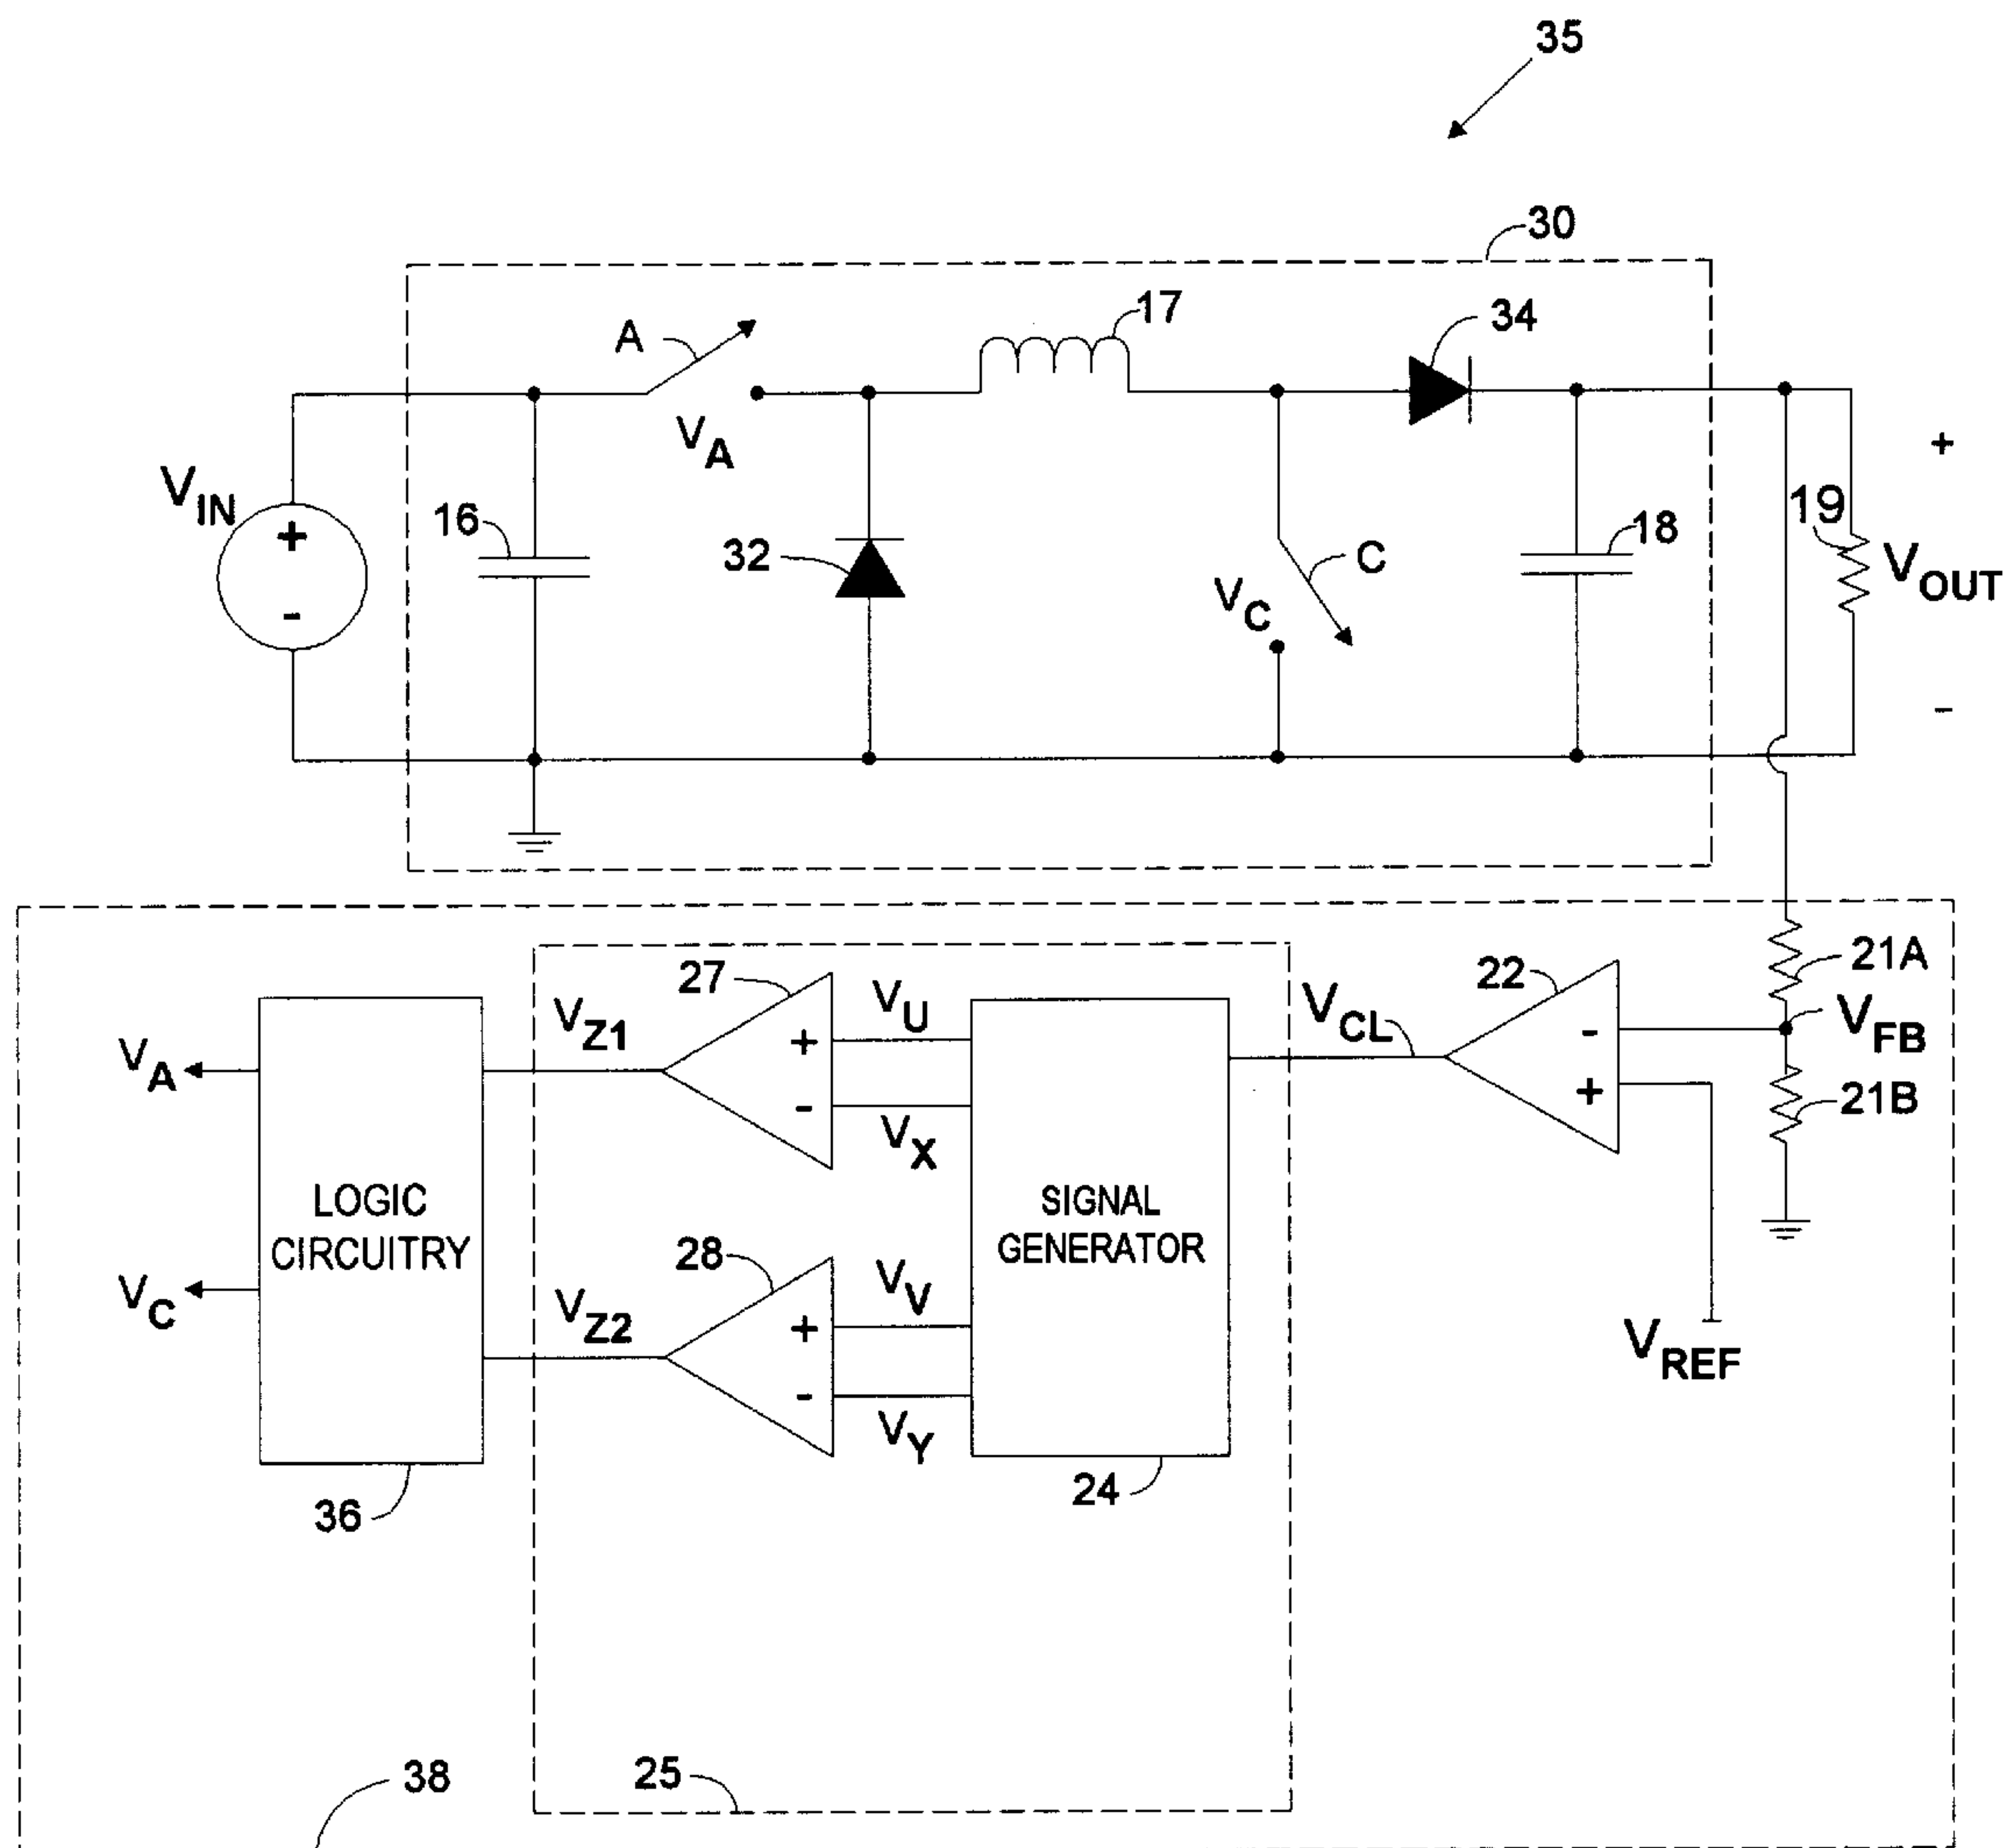 35
30
17
34
A
V_A
V_IN
+
-
16
32
C
V_C
18
19
V_OUT
+
-
27
V_U
22
21A
V_Z1
+
-
V_X
V_CL
-
+
V_FB
21B
V_A
LOGIC
CIRCUITRY
SIGNAL
GENERATOR
V_C
28
V_V
V_Z2
+
-
V_Y
V_REF
36
24
38
25